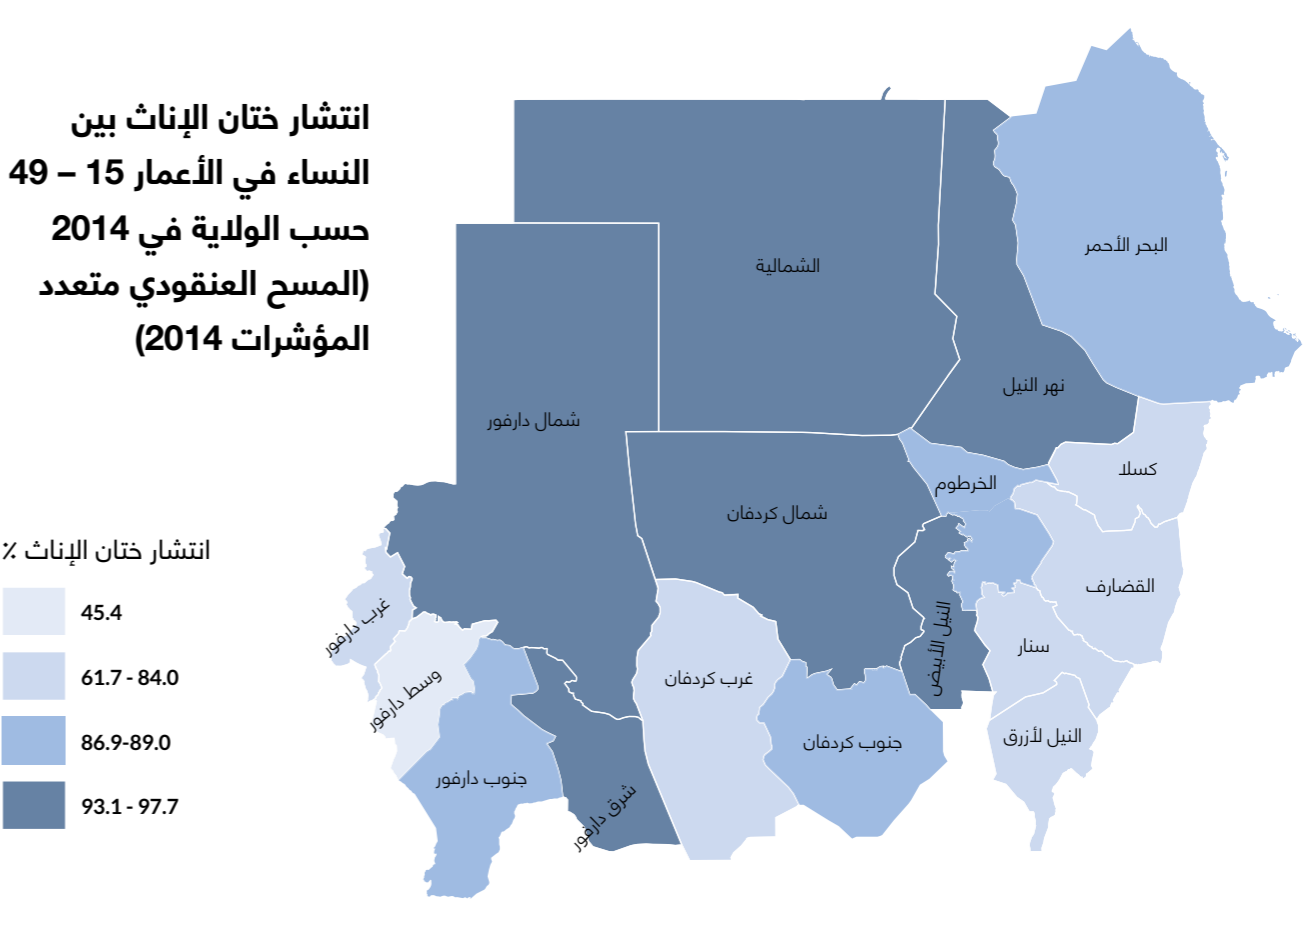 انتشار ختان الإناث بين
النساء في الأعمار 15 – 49
حسب الولاية في 2014
(المسح العنقودي متعدد
المؤشرات 2014)
البحر الأحمر
الشمالية
نهر النيل
شمال دارفور
كسلا
الخرطوم
شمال كردفان
القضارف
النيل الأبيض
سنار
غرب دارفور
وسط دارفور
غرب كردفان
النيل لأزرق
جنوب كردفان
جنوب دارفور
شرق دارفور
انتشار ختان الإناث %
45.4
61.7 - 84.0
86.9-89.0
93.1 - 97.7